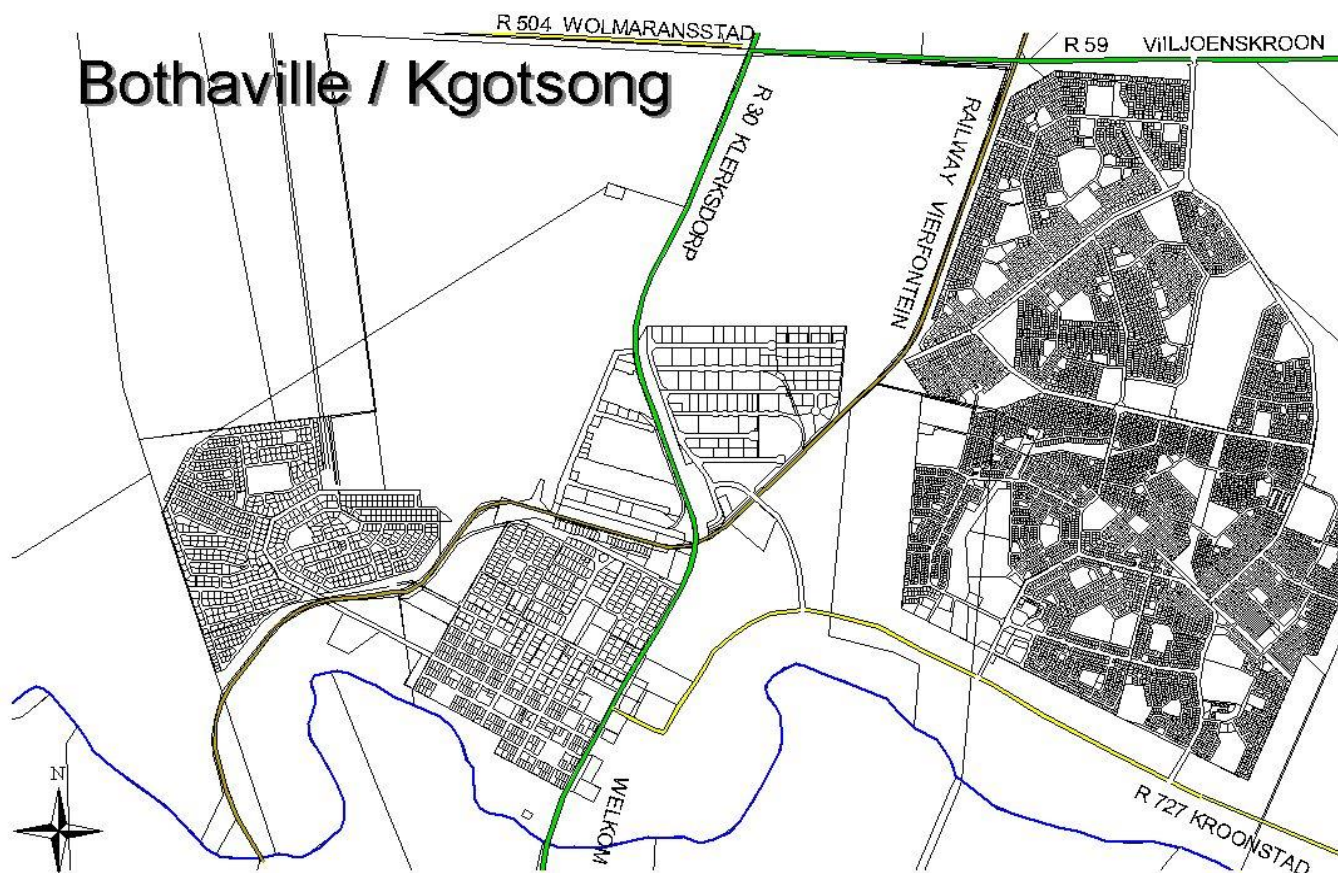 R 504 WOLMARANSSTAD
R 59 VIILJOENSKROON
Bothaville / Kgotsong
R 30 KLERKSDORP
RAILWAY VIERFONTEIN
N
WELKOM
R 727 KROONSTAD